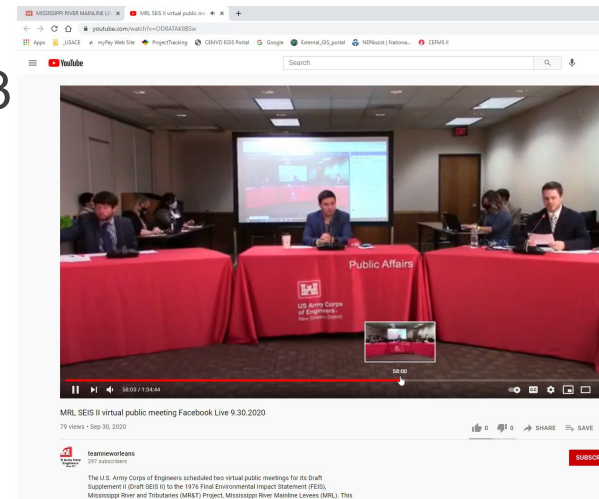 MISSISSIPPI RIVER MAINLINE LE
MRL SEIS II virtual public me
youtube.com/watch?v=GD8ATAK8BSw
Apps
_USACE
myPay Web Site
ProjectTracking
CEMVD EGIS Portal
Google
External_GIS_portal
NEPAssist | Nationa...
CEFMS II
YouTube
Search
3
Public Affairs
US Army Corps
of Engineers
New Orleans District
58:00
58:03 / 1:34:44
MRL SEIS II virtual public meeting Facebook Live 9.30.2020
79 views • Sep 30, 2020
0
0
SHARE
SAVE
teamneworleans
297 subscribers
SUBSCR
The U.S. Army Corps of Engineers scheduled two virtual public meetings for its Draft
Supplement II (Draft SEIS II) to the 1976 Final Environmental Impact Statement (FEIS),
Mississippi River and Tributaries (MR&T) Project, Mississippi River Mainline Levees (MRL). This